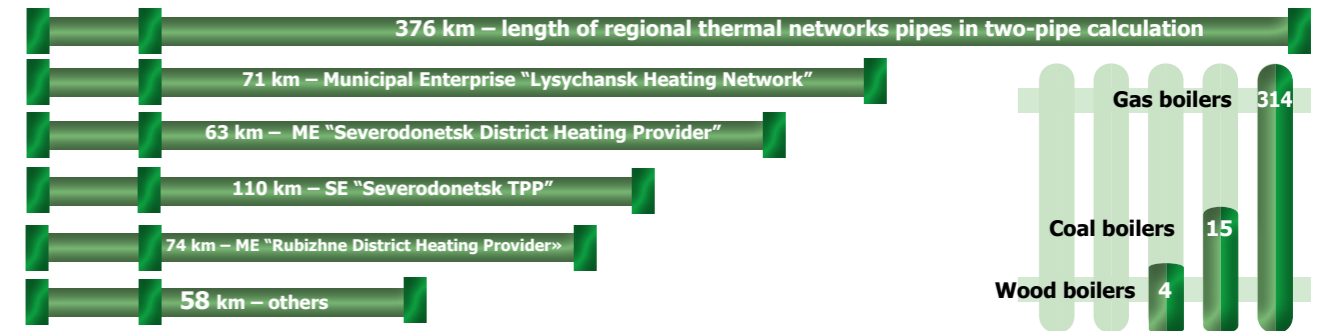 376 km – length of regional thermal networks pipes in two-pipe calculation
71 km – Municipal Enterprise “Lysychansk Heating Network”
63 km – ME “Severodonetsk District Heating Provider”
110 km – SE “Severodonetsk TPP”
74 km – ME “Rubizhne District Heating Provider»
58 km – others
Gas boilers 314
Coal boilers 15
Wood boilers 4